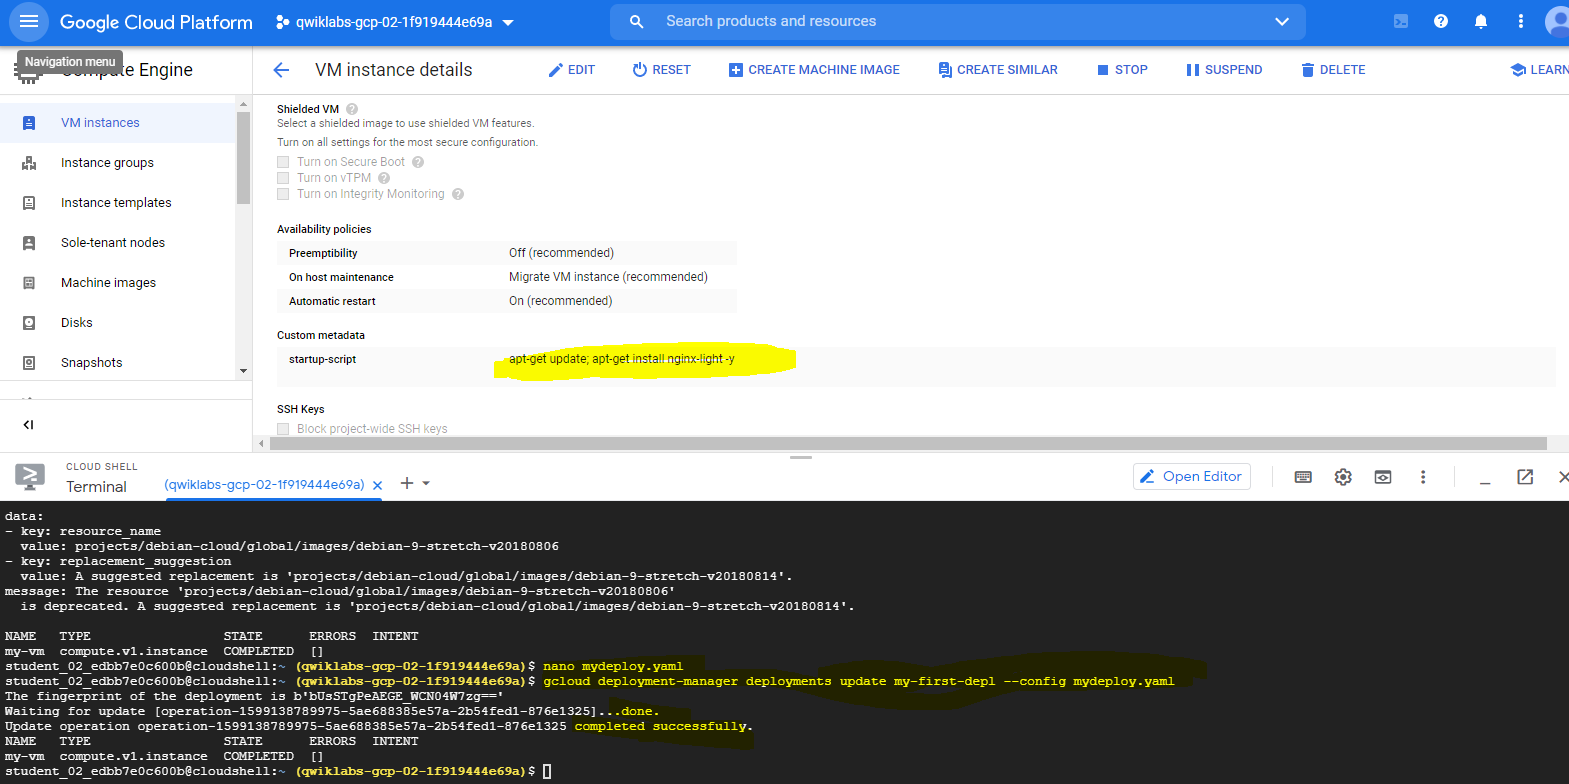 Google Cloud Platform
qwiklabs-gcp-02-1f919444e69a
Search products and resources
Navigation menu
Compute Engine
VM instance details
EDIT
RESET
CREATE MACHINE IMAGE
CREATE SIMILAR
STOP
SUSPEND
DELETE
LEARN
VM instances
Instance groups
Instance templates
Sole-tenant nodes
Machine images
Disks
Snapshots
Shielded VM
Select a shielded image to use shielded VM features.
Turn on all settings for the most secure configuration.
Turn on Secure Boot
Turn on vTPM
Turn on Integrity Monitoring
Availability policies
Preemptibility Off (recommended)
On host maintenance Migrate VM instance (recommended)
Automatic restart On (recommended)
Custom metadata
startup-script apt-get update; apt-get install nginx-light -y
SSH Keys
Block project-wide SSH keys
CLOUD SHELL
Terminal
(qwiklabs-gcp-02-1f919444e69a)
Open Editor
data:
- key: resource_name
  value: projects/debian-cloud/global/images/debian-9-stretch-v20180806
- key: replacement_suggestion
  value: A suggested replacement is 'projects/debian-cloud/global/images/debian-9-stretch-v20180814'.
message: The resource 'projects/debian-cloud/global/images/debian-9-stretch-v20180806'
  is deprecated. A suggested replacement is 'projects/debian-cloud/global/images/debian-9-stretch-v20180814'.
NAME TYPE STATE ERRORS INTENT
my-vm compute.v1.instance COMPLETED []
student_02_edbb7e0c600b@cloudshell:~ (qwiklabs-gcp-02-1f919444e69a)$ nano mydeploy.yaml
student_02_edbb7e0c600b@cloudshell:~ (qwiklabs-gcp-02-1f919444e69a)$ gcloud deployment-manager deployments update my-first-depl --config mydeploy.yaml
The fingerprint of the deployment is b'bUsSTgPeAEGE_WCN04W7zg=='
Waiting for update [operation-1599138789975-5ae688385e57a-2b54fed1-876e1325]...done.
Update operation operation-1599138789975-5ae688385e57a-2b54fed1-876e1325 completed successfully.
NAME TYPE STATE ERRORS INTENT
my-vm compute.v1.instance COMPLETED []
student_02_edbb7e0c600b@cloudshell:~ (qwiklabs-gcp-02-1f919444e69a)$